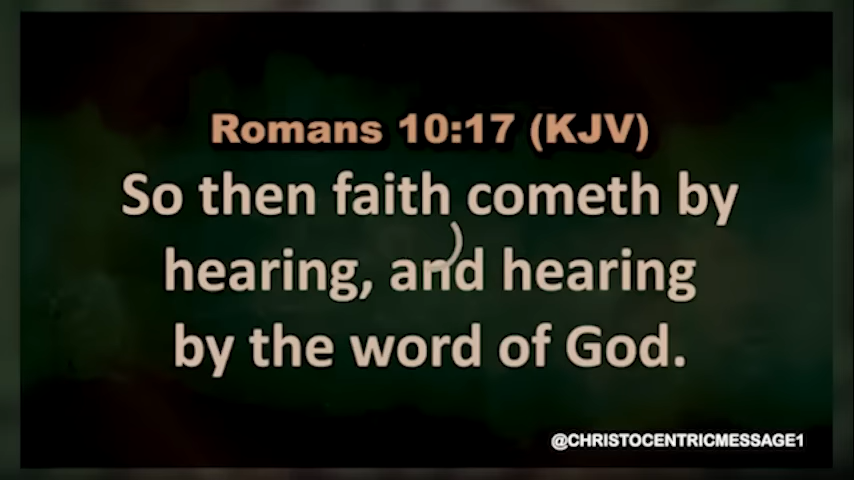 Romans 10:17 (KJV)
So then faith cometh by
hearing, and hearing
by the word of God.
@CHRISTOCENTRICMESSAGE1